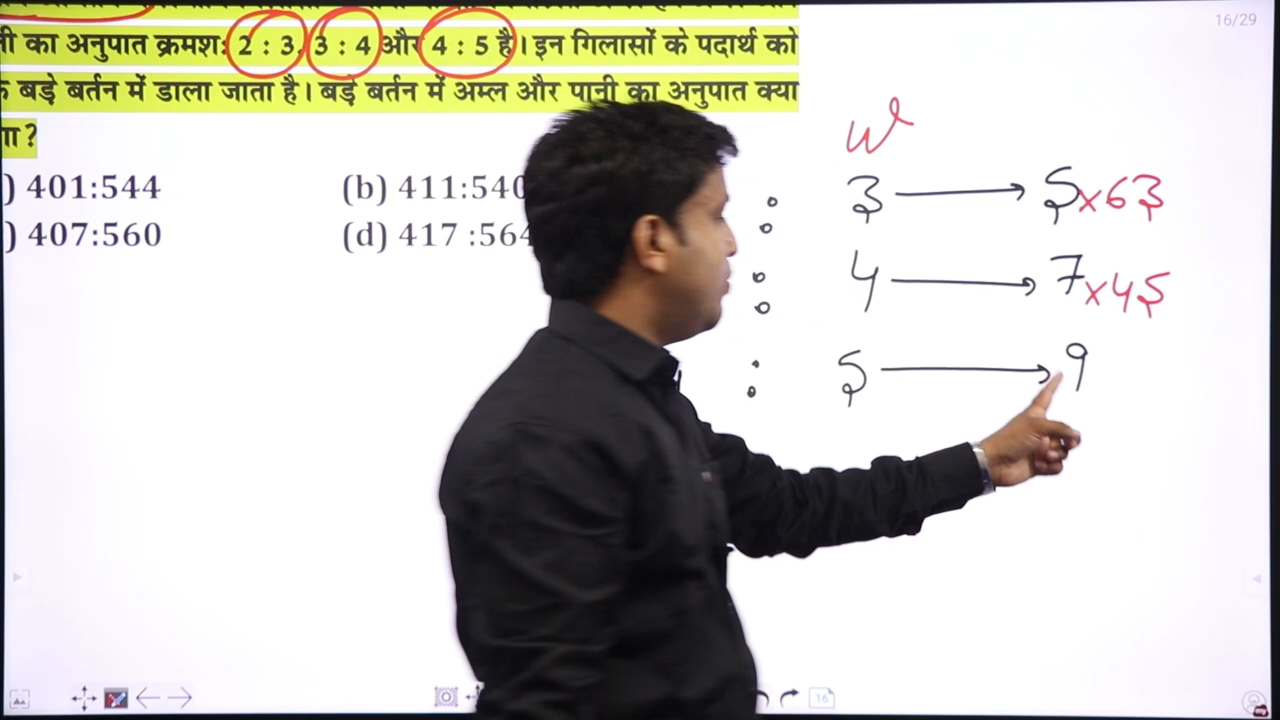 16/29
का अनुपात क्रमशः 2 : 3, 3 : 4 और 4 : 5 है। इन गिलासों के पदार्थ को
बड़े बर्तन में डाला जाता है। बड़े बर्तन में अम्ल और पानी का अनुपात क्या
?
) 401:544 (b) 411:540
) 407:560 (d) 417 :564
W
: 3 → 5×63
: 4 → 7×45
: 5 → 9
16